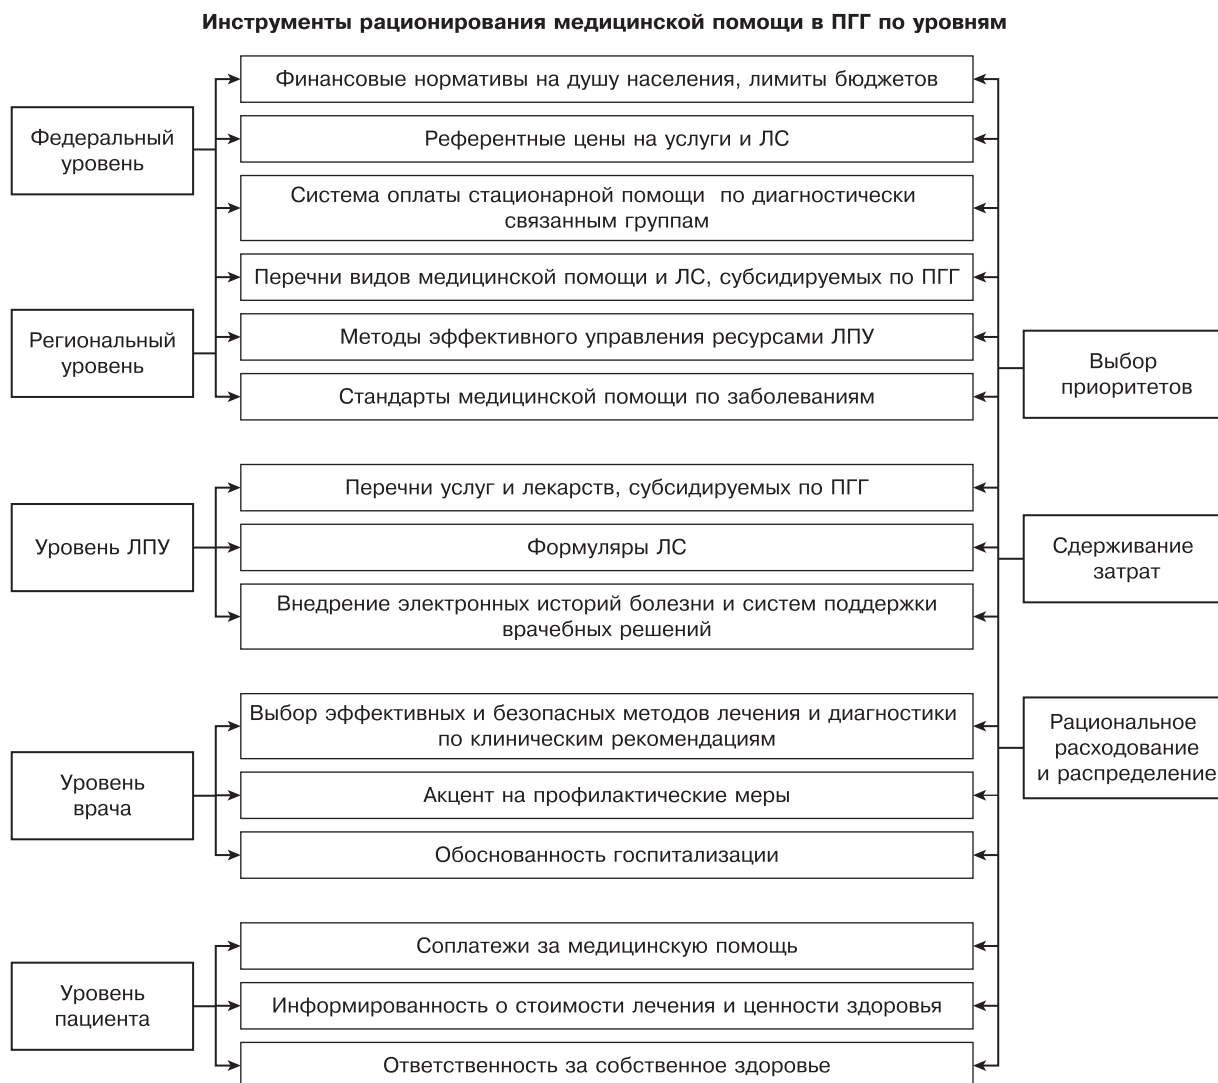 Инструменты рационирования медицинской помощи в ПГГ по уровням
Федеральный
уровень
Финансовые нормативы на душу населения, лимиты бюджетов
Референтные цены на услуги и ЛС
Система оплаты стационарной помощи по диагностически
связанным группам
Перечни видов медицинской помощи и ЛС, субсидируемых по ПГГ
Региональный
уровень
Методы эффективного управления ресурсами ЛПУ
Стандарты медицинской помощи по заболеваниям
Выбор
приоритетов
Уровень ЛПУ
Перечни услуг и лекарств, субсидируемых по ПГГ
Формуляры ЛС
Внедрение электронных историй болезни и систем поддержки
врачебных решений
Сдерживание
затрат
Уровень
врача
Выбор эффективных и безопасных методов лечения и диагностики
по клиническим рекомендациям
Акцент на профилактические меры
Обоснованность госпитализации
Рациональное
расходование
и распределение
Уровень
пациента
Соплатежи за медицинскую помощь
Информированность о стоимости лечения и ценности здоровья
Ответственность за собственное здоровье